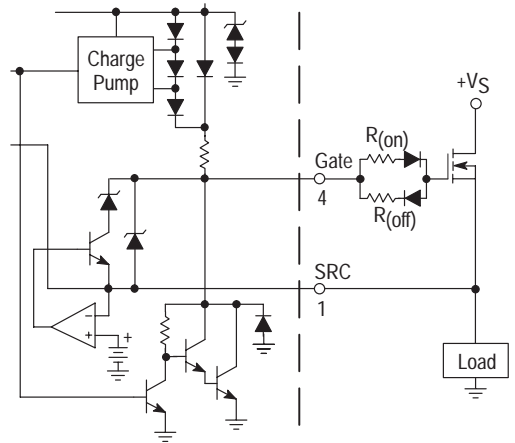 Charge
Pump
+VS
R(on)
Gate
4
R(off)
SRC
1
–
+
+
Load